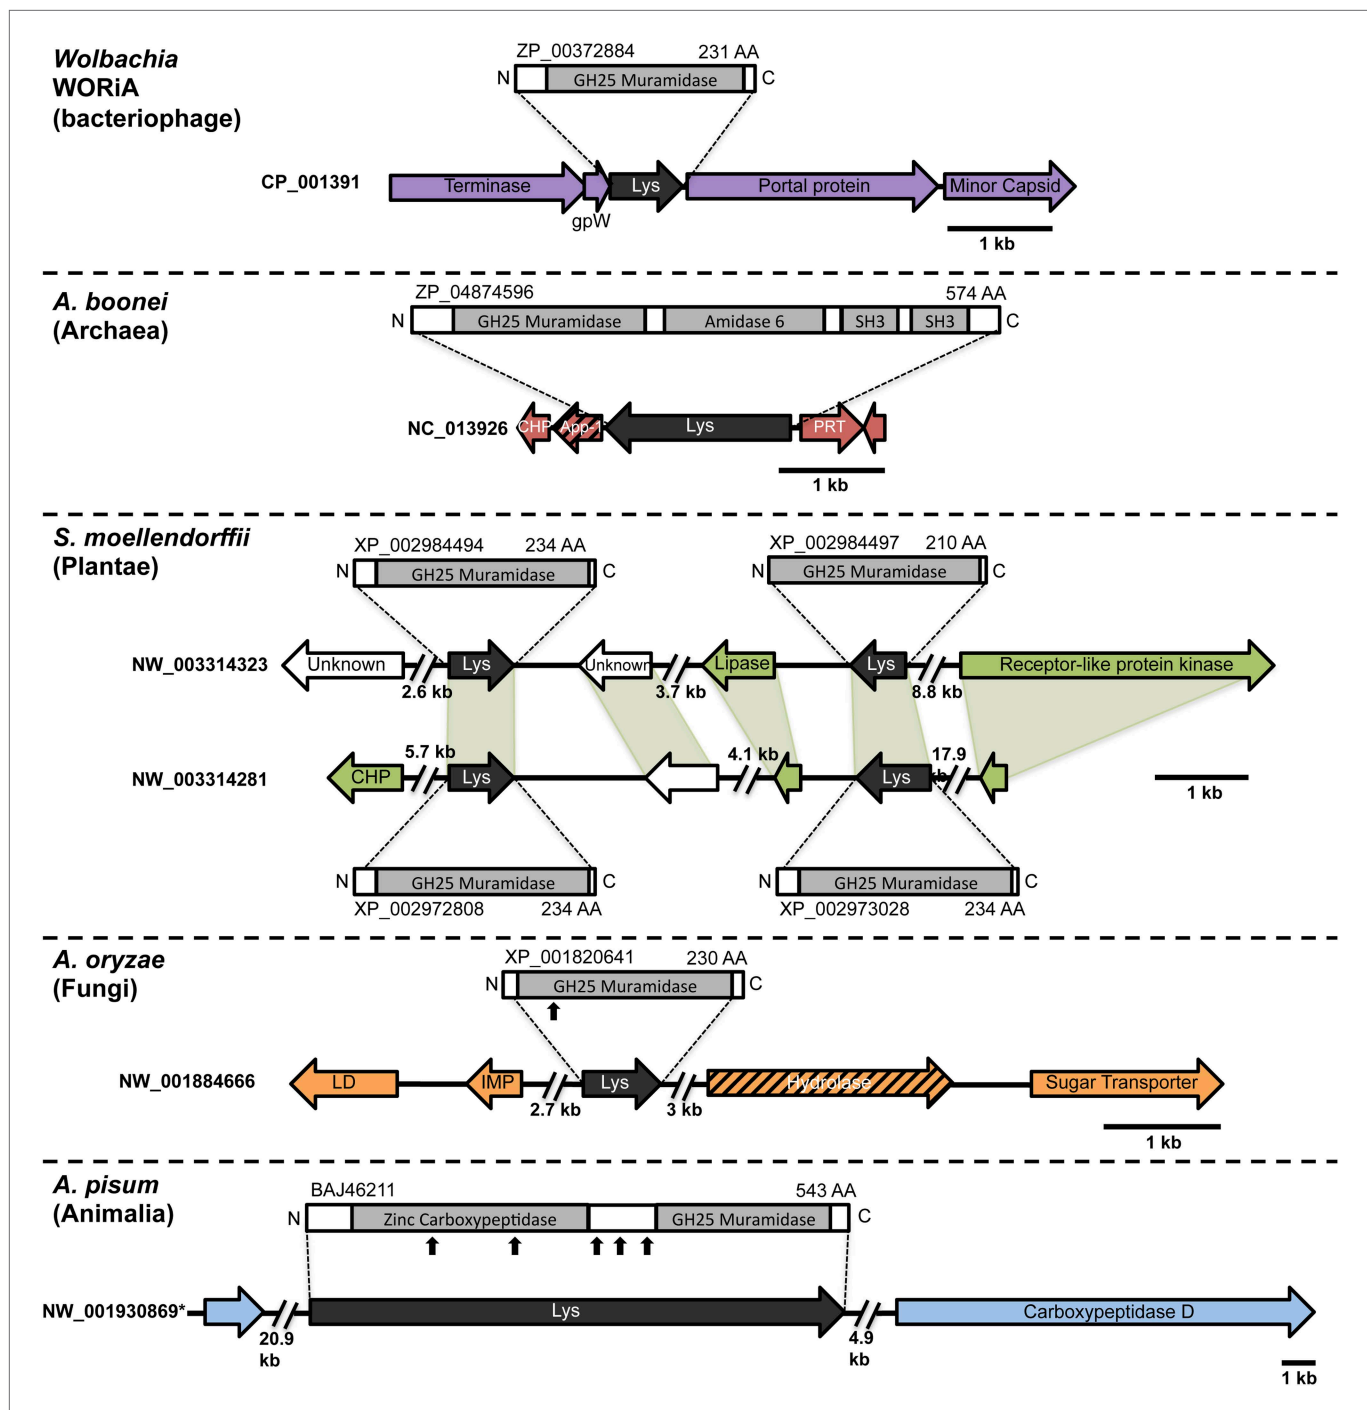 Wolbachia
WORiA
(bacteriophage)
ZP_00372884 231 AA
N GH25 Muramidase C
CP_001391 Terminase Lys Portal protein Minor Capsid
gpW
1 kb
A. boonei
(Archaea)
ZP_04874596 574 AA
N GH25 Muramidase Amidase 6 SH3 SH3 C
NC_013926 CHP App-1 Lys PRT
1 kb
S. moellendorffii
(Plantae)
XP_002984494 234 AA XP_002984497 210 AA
N GH25 Muramidase C N GH25 Muramidase C
NW_003314323 Unknown Lys Unknown Lipase Lys Receptor-like protein kinase
2.6 kb 3.7 kb 8.8 kb
5.7 kb 4.1 kb 17.9 kb
NW_003314281 CHP Lys Lys
1 kb
N GH25 Muramidase C N GH25 Muramidase C
XP_002972808 234 AA XP_002973028 234 AA
A. oryzae
(Fungi)
XP_001820641 230 AA
N GH25 Muramidase C
NW_001884666 LD IMP Lys Hydrolase Sugar Transporter
2.7 kb 3 kb
1 kb
A. pisum
(Animalia)
BAJ46211 543 AA
N Zinc Carboxypeptidase GH25 Muramidase C
NW_001930869* Lys Carboxypeptidase D
20.9 4.9
kb kb
1 kb